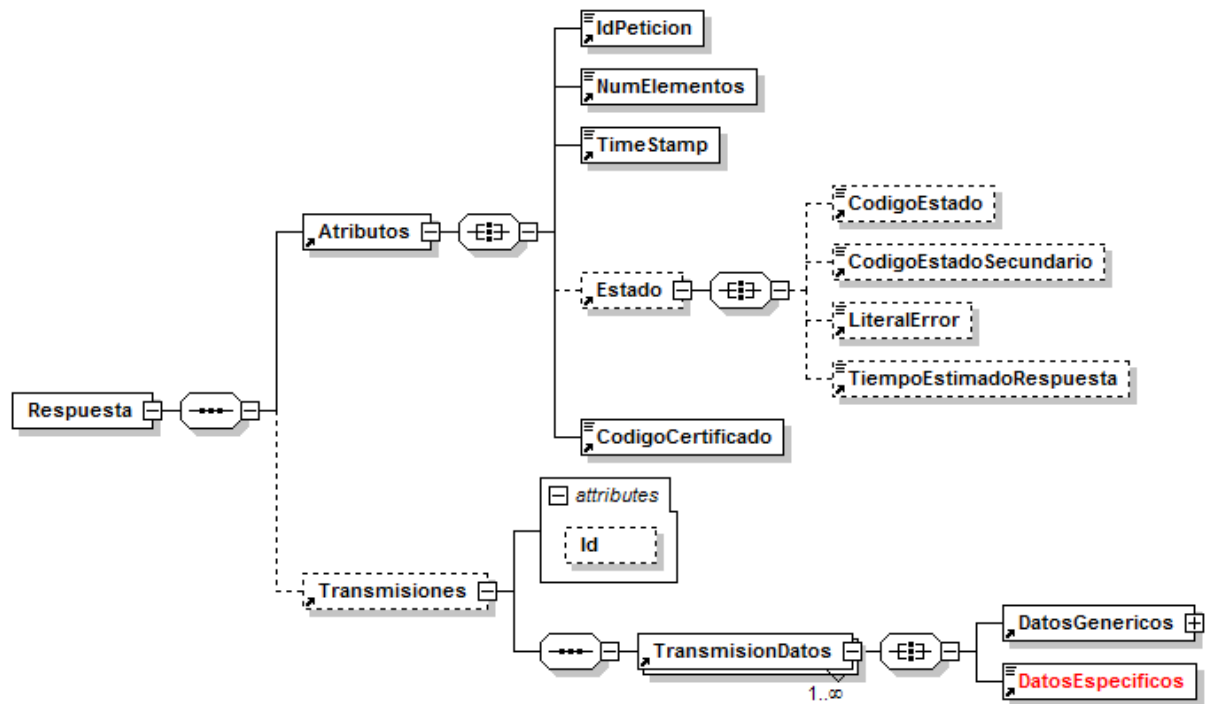 IdPeticion
NumElementos
TimeStamp
CodigoEstado
Atributos
CodigoEstadoSecundario
Estado
LiteralError
TiempoEstimadoRespuesta
Respuesta
CodigoCertificado
attributes
Id
Transmisiones
DatosGenericos
TransmisionDatos
DatosEspecificos
1..∞